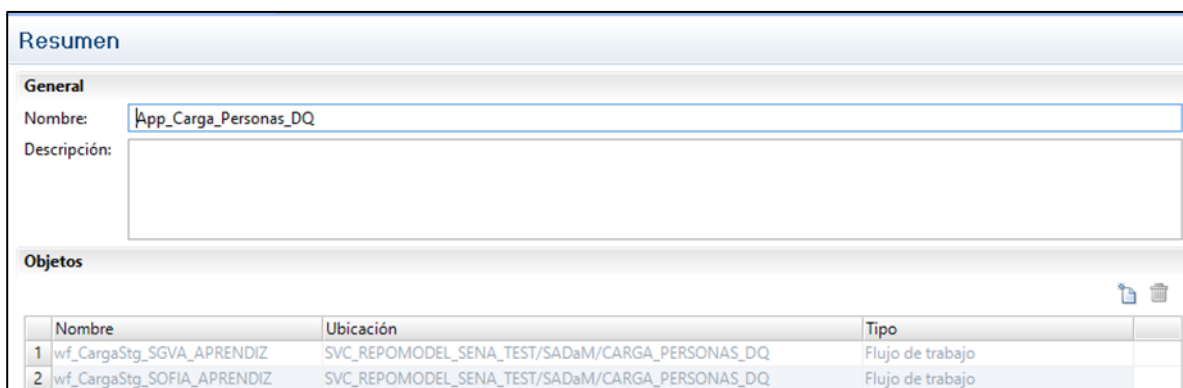 Resumen
General
Nombre: App_Carga_Personas_DQ
Descripción:
Objetos
Nombre Ubicación Tipo
1 wf_CargaStg_SGVA_APRENDIZ SVC_REPOMODEL_SENA_TEST/SADaM/CARGA_PERSONAS_DQ Flujo de trabajo
2 wf_CargaStg_SOFIA_APRENDIZ SVC_REPOMODEL_SENA_TEST/SADaM/CARGA_PERSONAS_DQ Flujo de trabajo